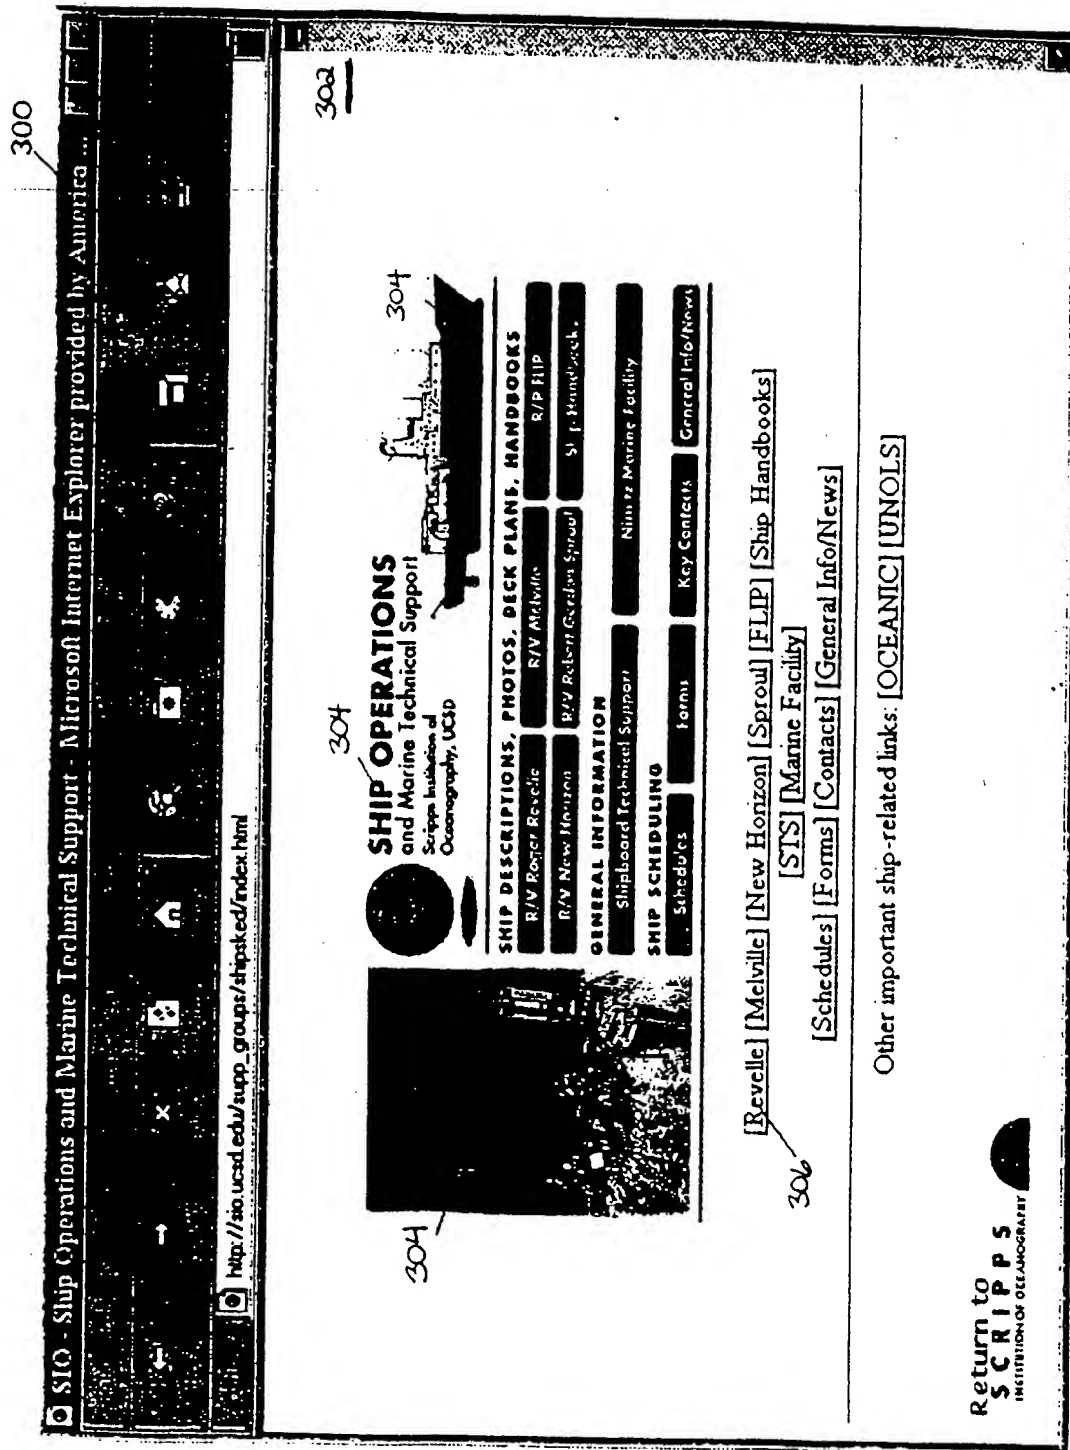 300
SIO - Ship Operations and Marine Technical Support - Microsoft Internet Explorer provided by America ...
http://sio.ucsd.edu/supp_groups/shipsked/index.html
302
304
304
304
SHIP OPERATIONS
and Marine Technical Support
Scripps Institution of
Oceanography, UCSD
SHIP DESCRIPTIONS, PHOTOS, DECK PLANS, HANDBOOKS
R/V Roger Revelle R/V Melville R/P FLIP
R/V New Horizon R/V Robert Gordon Sproul Ship Handbooks
GENERAL INFORMATION
Shipboard Technical Support Nimitz Marine Facility
SHIP SCHEDULING
Schedules Forms Key Contacts General Info/News
[Revelle] [Melville] [New Horizon] [Sproul] [FLIP] [Ship Handbooks]
[STS] [Marine Facility]
[Schedules] [Forms] [Contacts] [General Info/News]
306
Other important ship-related links: [OCEANIC] [UNOLS]
Return to
SCRIPPS
INSTITUTION OF OCEANOGRAPHY